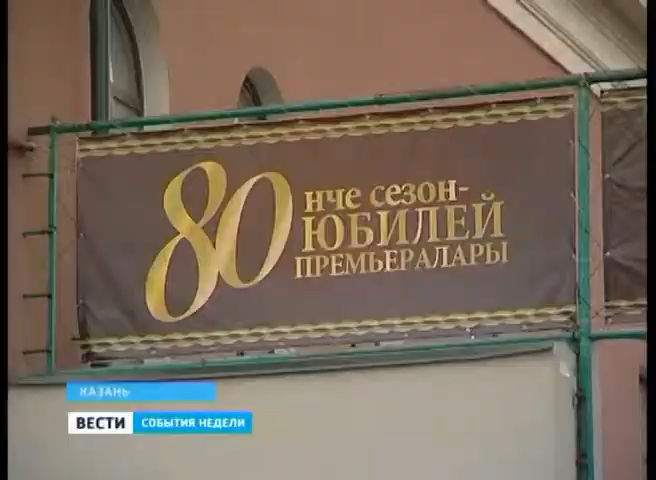 80 нче сезон-
ЮБИЛЕЙ
ПРЕМЬЕРАЛАРЫ
КАЗАНЬ
ВЕСТИ СОБЫТИЯ НЕДЕЛИ